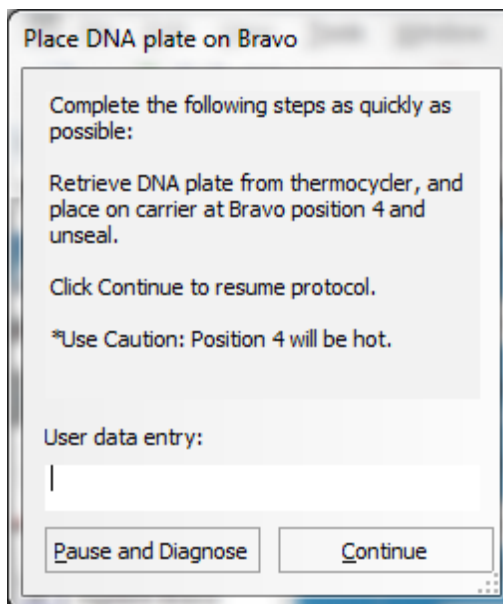 Place DNA plate on Bravo
Complete the following steps as quickly as
possible:
Retrieve DNA plate from thermocycler, and
place on carrier at Bravo position 4 and
unseal.
Click Continue to resume protocol.
*Use Caution: Position 4 will be hot.
User data entry:
Pause and Diagnose Continue